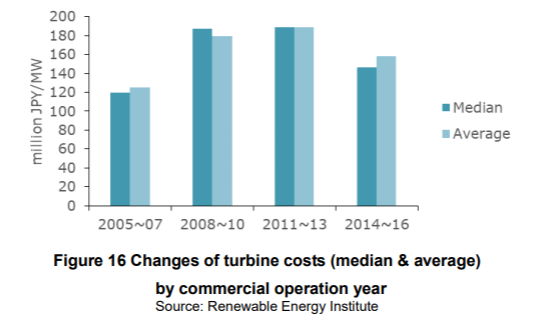 200
180
160
140
120
100
80
60
40
20
0
million JPY/MW
2005~07 2008~10 2011~13 2014~16
Median
Average
Figure 16 Changes of turbine costs (median & average)
by commercial operation year
Source: Renewable Energy Institute